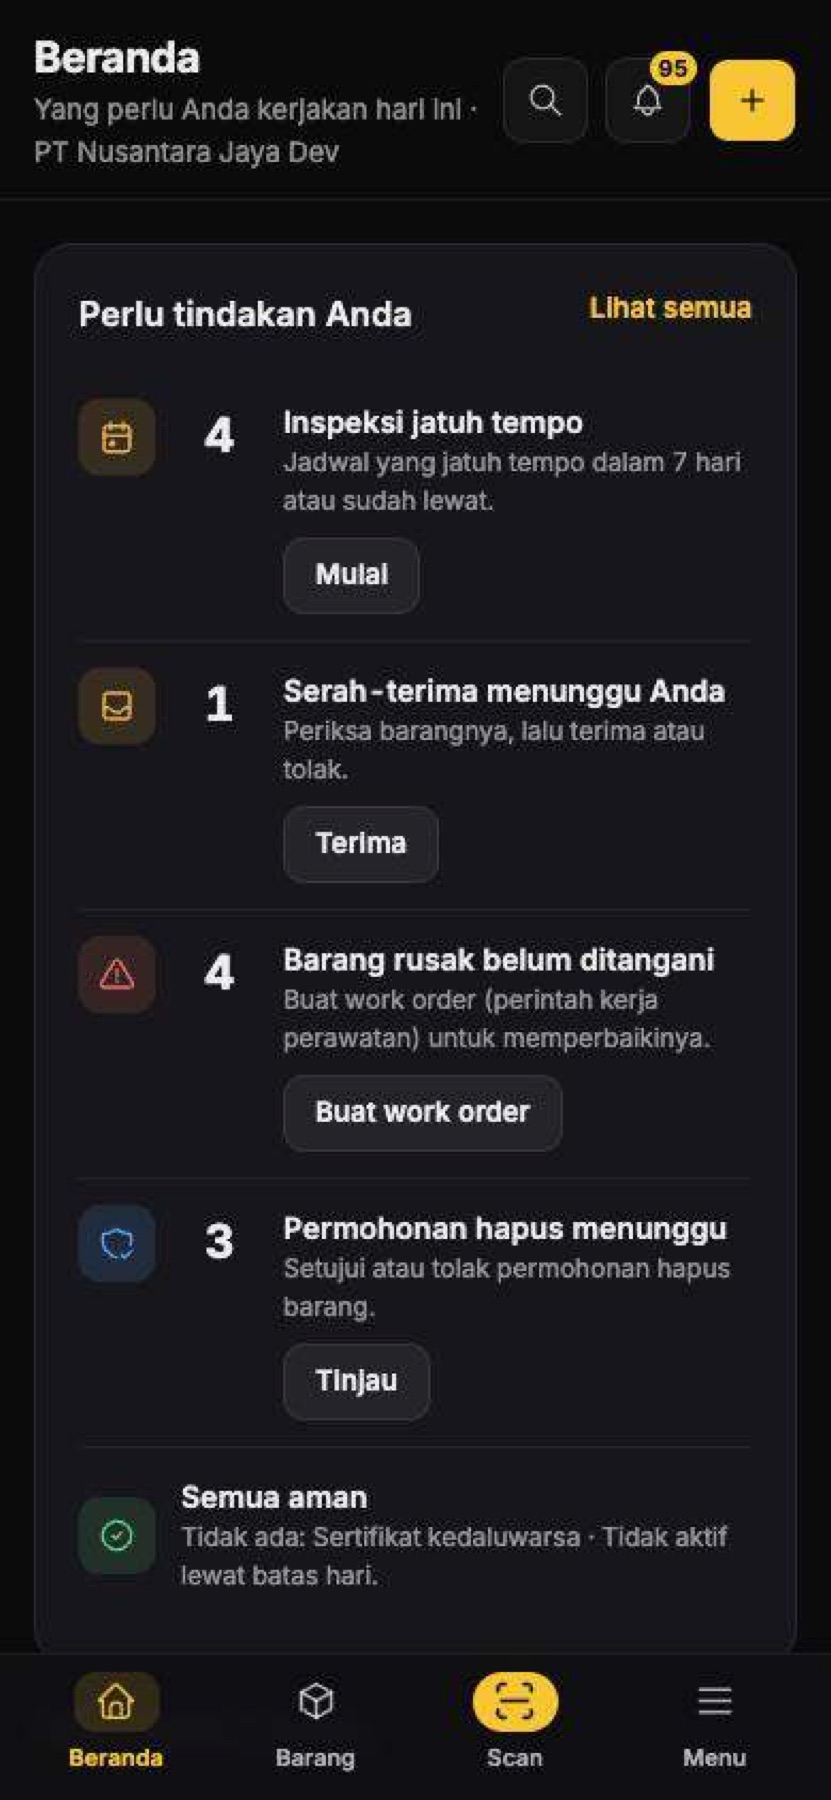 Beranda
Yang perlu Anda kerjakan hari ini ·
PT Nusantara Jaya Dev
95
Perlu tindakan Anda
Lihat semua
4
Inspeksi jatuh tempo
Jadwal yang jatuh tempo dalam 7 hari
atau sudah lewat.
Mulai
1
Serah-terima menunggu Anda
Periksa barangnya, lalu terima atau
tolak.
Terima
4
Barang rusak belum ditangani
Buat work order (perintah kerja
perawatan) untuk memperbaikinya.
Buat work order
3
Permohonan hapus menunggu
Setujui atau tolak permohonan hapus
barang.
Tinjau
Semua aman
Tidak ada: Sertifikat kedaluwarsa · Tidak aktif
lewat batas hari.
Beranda
Barang
Scan
Menu